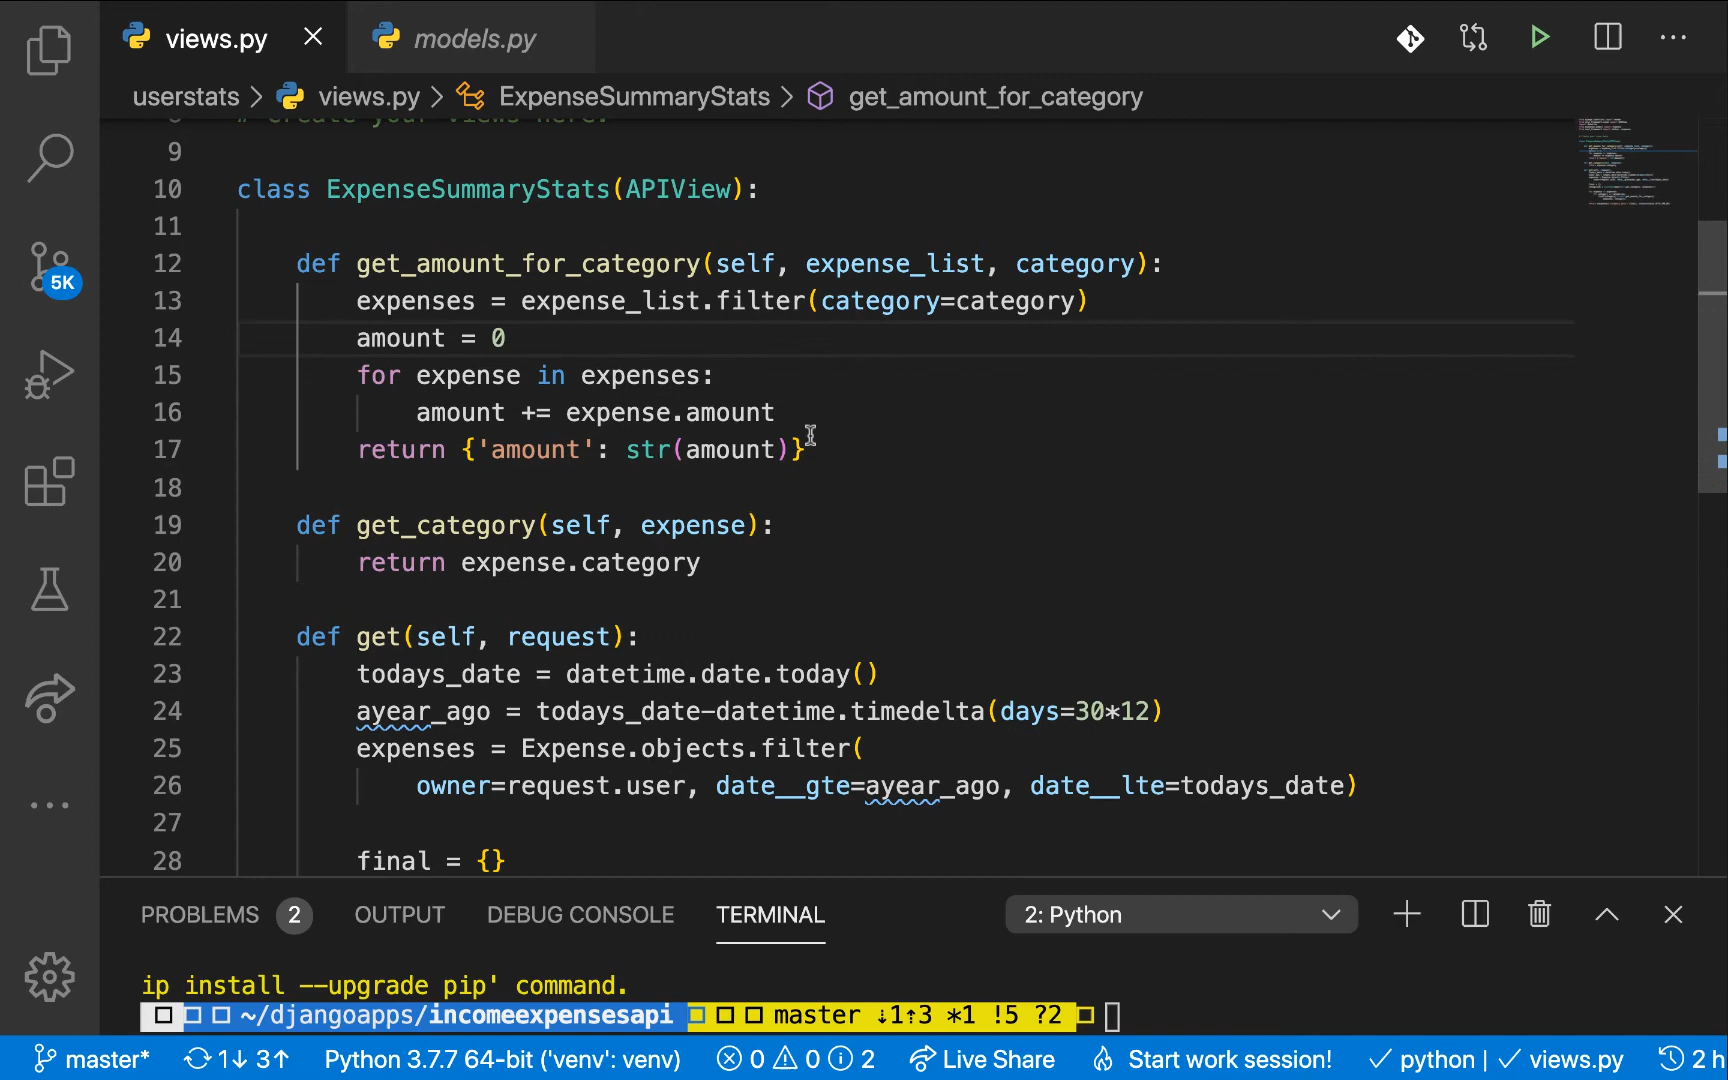 views.py
models.py
userstats > views.py > ExpenseSummaryStats > get_amount_for_category
8 # Create your views here.
9
10 class ExpenseSummaryStats(APIView):
11
12 def get_amount_for_category(self, expense_list, category):
13 expenses = expense_list.filter(category=category)
14 amount = 0
15 for expense in expenses:
16 amount += expense.amount
17 return {'amount': str(amount)}
18
19 def get_category(self, expense):
20 return expense.category
21
22 def get(self, request):
23 todays_date = datetime.date.today()
24 ayear_ago = todays_date-datetime.timedelta(days=30*12)
25 expenses = Expense.objects.filter(
26 owner=request.user, date__gte=ayear_ago, date__lte=todays_date)
27
28 final = {}
5K
PROBLEMS 2 OUTPUT DEBUG CONSOLE TERMINAL 2: Python
ip install --upgrade pip' command.
~/djangoapps/incomeexpensesapi master ⇣1⇡3 *1 !5 ?2
master* 1↓ 3↑ Python 3.7.7 64-bit ('venv': venv) 0 0 2 Live Share Start work session! ✓ python | ✓ views.py 2 h